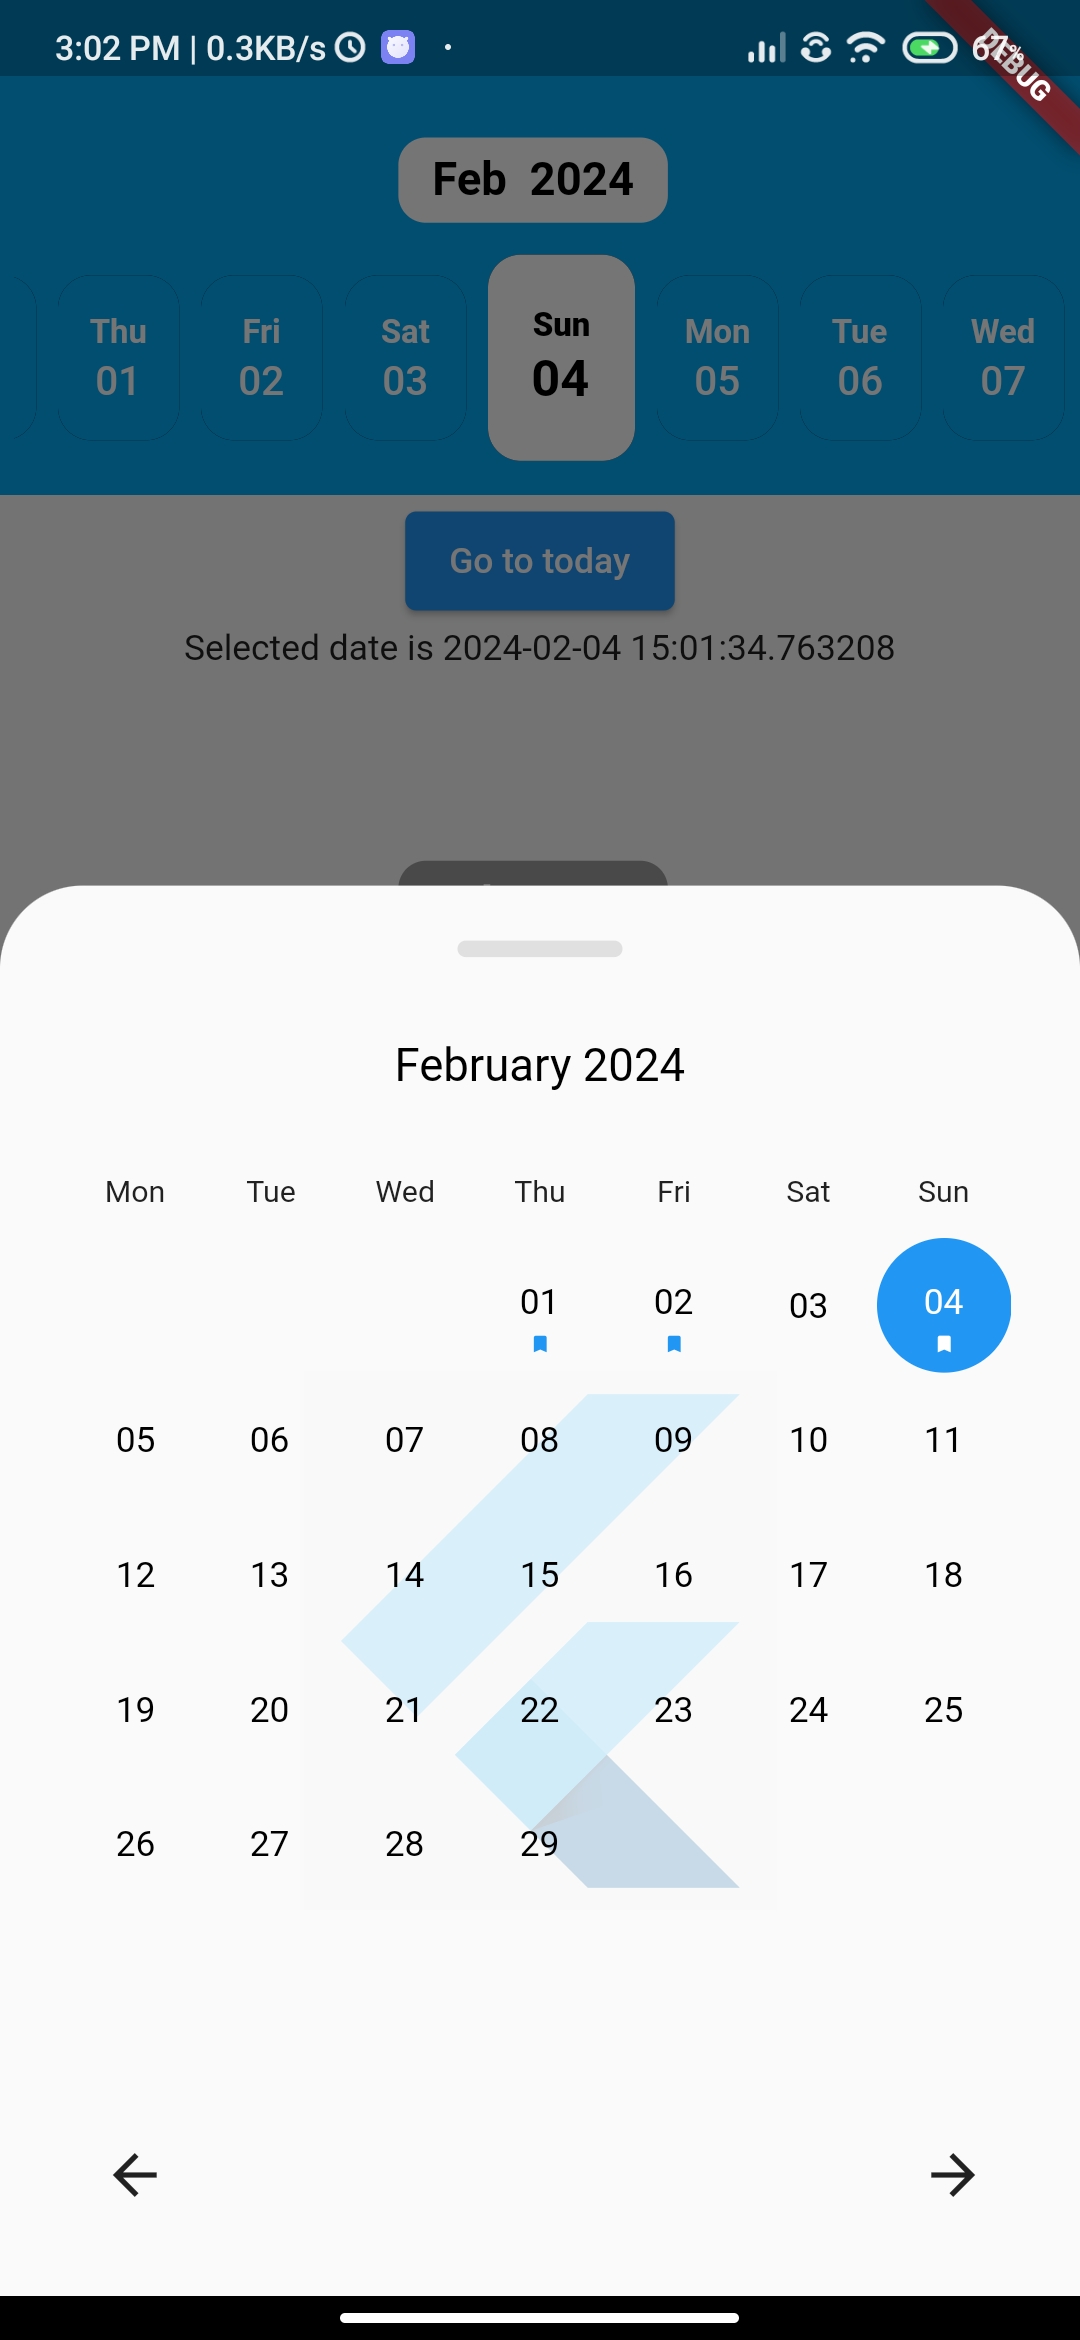 3:02 PM | 0.3KB/s
67%
DEBUG
Feb 2024
Thu Fri Sat Sun Mon Tue Wed
01 02 03 04 05 06 07
Go to today
Selected date is 2024-02-04 15:01:34.763208
February 2024
Mon Tue Wed Thu Fri Sat Sun
01 02 03 04
05 06 07 08 09 10 11
12 13 14 15 16 17 18
19 20 21 22 23 24 25
26 27 28 29